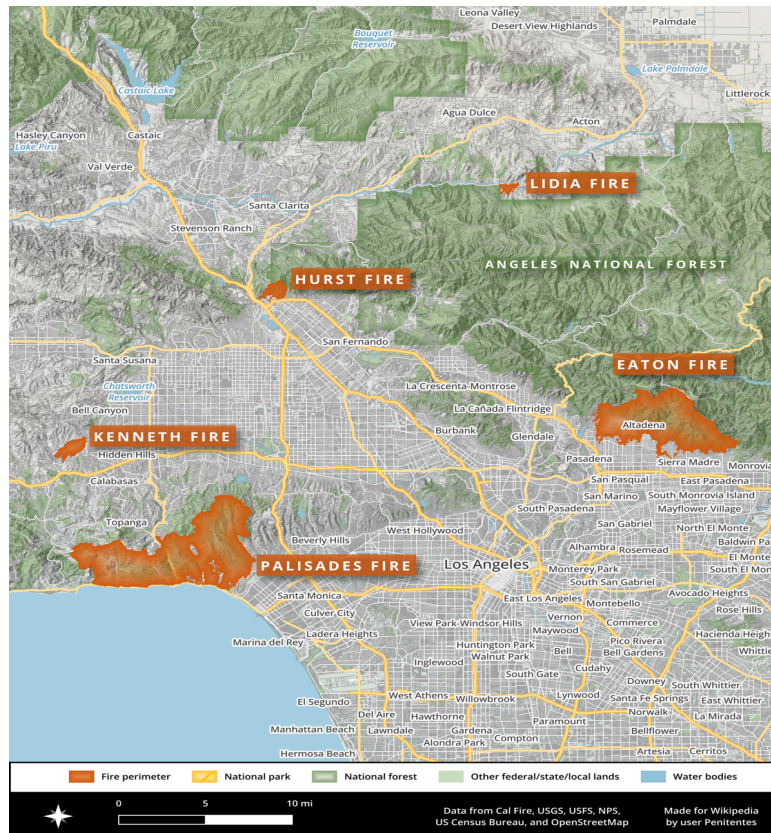 Leona Valley
Palmdale
Desert View Highlands
Bouquet
Reservoir
Lake Palmdale
Castaic Lake
Littlerock
Agua Dulce
Acton
Hasley Canyon
Castaic
Lake Piru
Val Verde
LIDIA FIRE
Santa Clarita
Stevenson Ranch
ANGELES NATIONAL FOREST
HURST FIRE
San Fernando
Santa Susana
EATON FIRE
Chatsworth
Reservoir
La Crescenta-Montrose
Bell Canyon
La Cañada Flintridge
Altadena
KENNETH FIRE
Burbank
Glendale
Hidden Hills
Pasadena
Sierra Madre
Monrovi
Calabasas
San Pasqual
East Pasadena
San Marino
South Monrovia Island
South Pasadena
Mayflower Village
Topanga
San Gabriel
North El Monte
West Hollywood
Beverly Hills
Baldwin Pa
Alhambra
Rosemead
El Monte
PALISADES FIRE
Los Angeles
Monterey Park
South El Mon
South San Gabriel
Santa Monica
East Los Angeles
Avocado Heights
Montebello
Culver City
Rose Hills
Vernon
Commerce
View Park-Windsor Hills
Ladera Heights
Maywood
Hacienda Heigh
Marina del Rey
Pico Rivera
Huntington Park
Bell
Bell Gardens
Walnut Park
Whittie
Inglewood
Cudahy
South Gate
Downey
South Whittier
West Athens
Willowbrook
Lynwood
Santa Fe Springs
East Whittier
El Segundo
Norwalk
La Mirada
Del Aire
Hawthorne
Paramount
Manhattan Beach
Lawndale
Gardena
Bellflower
Compton
Alondra Park
Hermosa Beach
Artesia
Cerritos
Fire perimeter
National park
National forest
Other federal/state/local lands
Water bodies
0 5 10 mi
Data from Cal Fire, USGS, USFS, NPS,
US Census Bureau, and OpenStreetMap
Made for Wikipedia
by user Penitentes